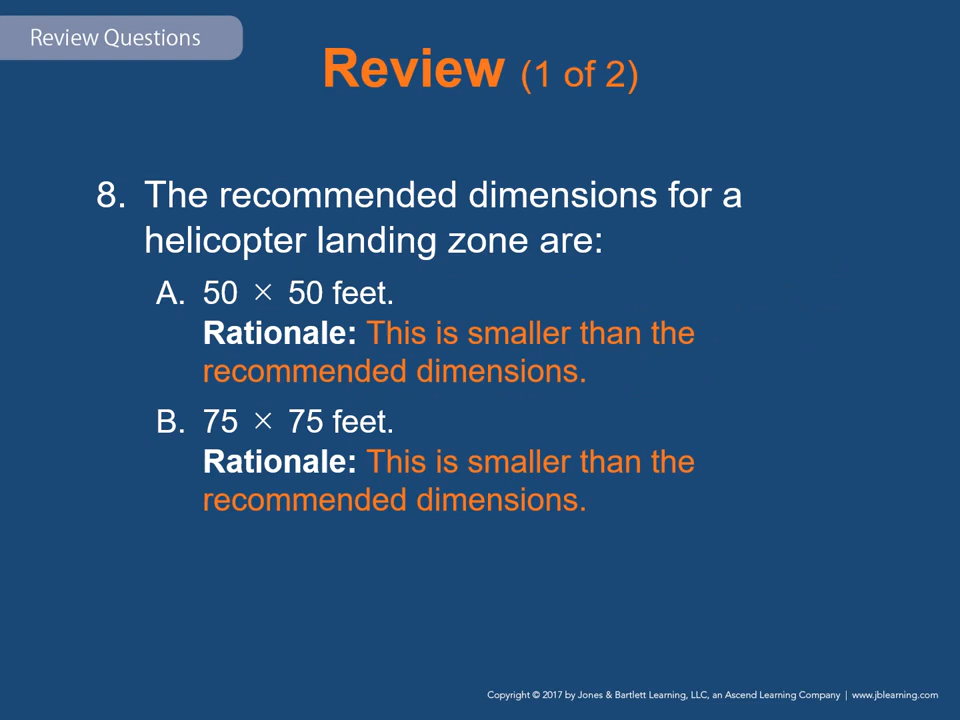 Review Questions
Review (1 of 2)
8. The recommended dimensions for a
helicopter landing zone are:
A. 50 × 50 feet.
Rationale: This is smaller than the
recommended dimensions.
B. 75 × 75 feet.
Rationale: This is smaller than the
recommended dimensions.
Copyright © 2017 by Jones & Bartlett Learning, LLC, an Ascend Learning Company | www.jblearning.com